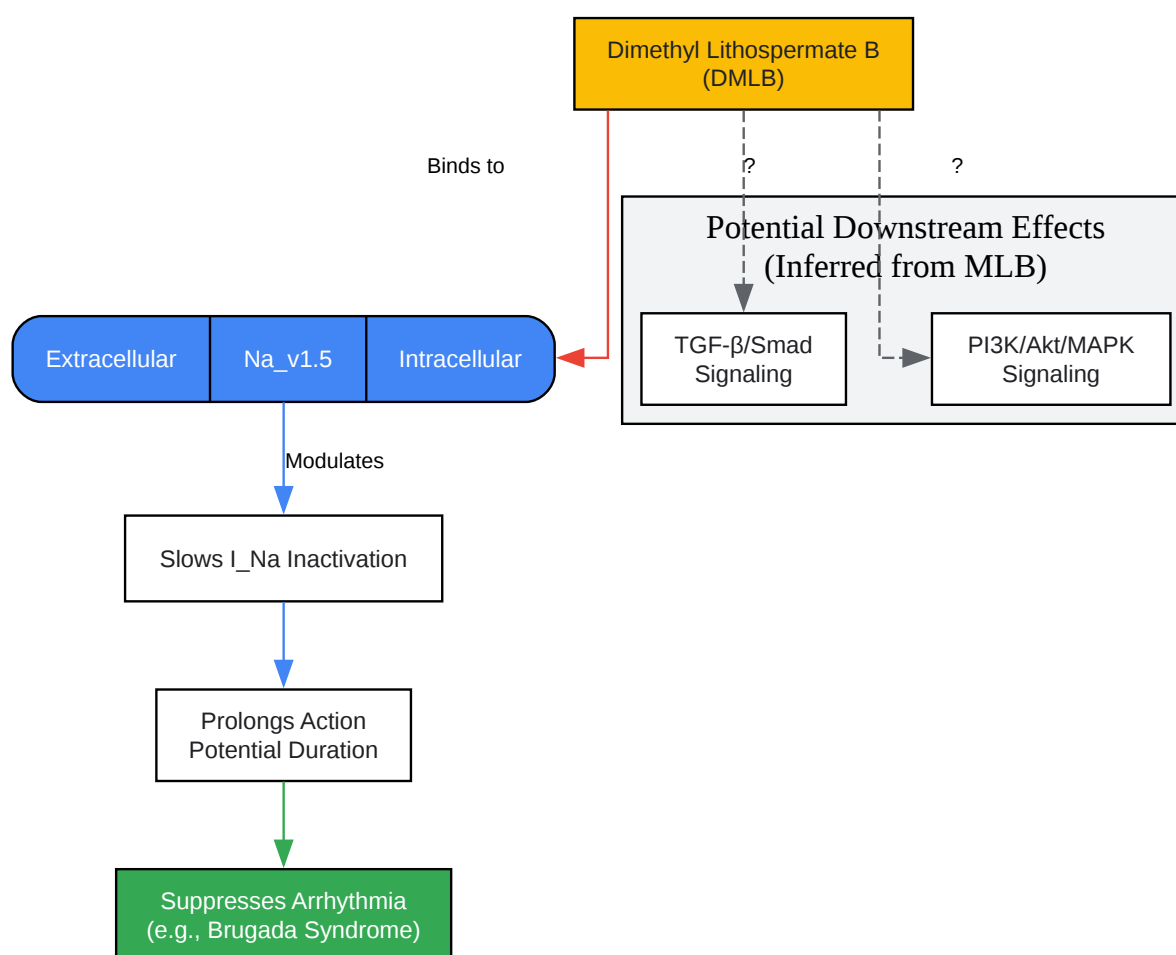 Dimethyl Lithospermate B
(DMLB)
Binds to
?
?
Potential Downstream Effects
(Inferred from MLB)
Extracellular
Na_v1.5
Intracellular
TGF-β/Smad
Signaling
PI3K/Akt/MAPK
Signaling
Modulates
Slows I_Na Inactivation
Prolongs Action
Potential Duration
Suppresses Arrhythmia
(e.g., Brugada Syndrome)